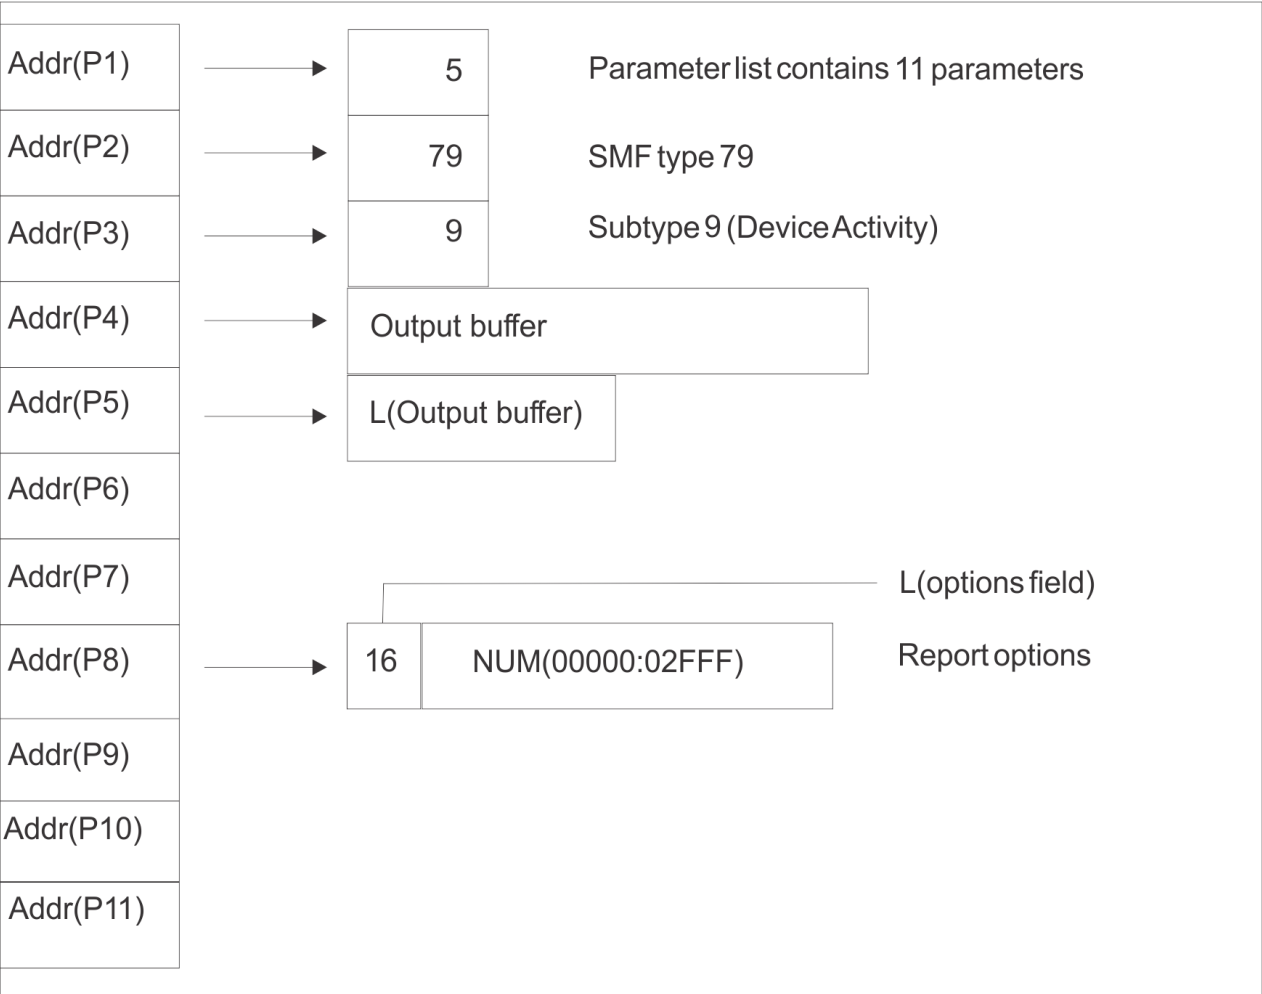 Addr(P1) 5 Parameter list contains 11 parameters
Addr(P2) 79 SMF type 79
Addr(P3) 9 Subtype 9 (Device Activity)
Addr(P4) Output buffer
Addr(P5) L(Output buffer)
Addr(P6)
Addr(P7) L(options field)
Addr(P8) 16 NUM(00000:02FFF) Report options
Addr(P9)
Addr(P10)
Addr(P11)